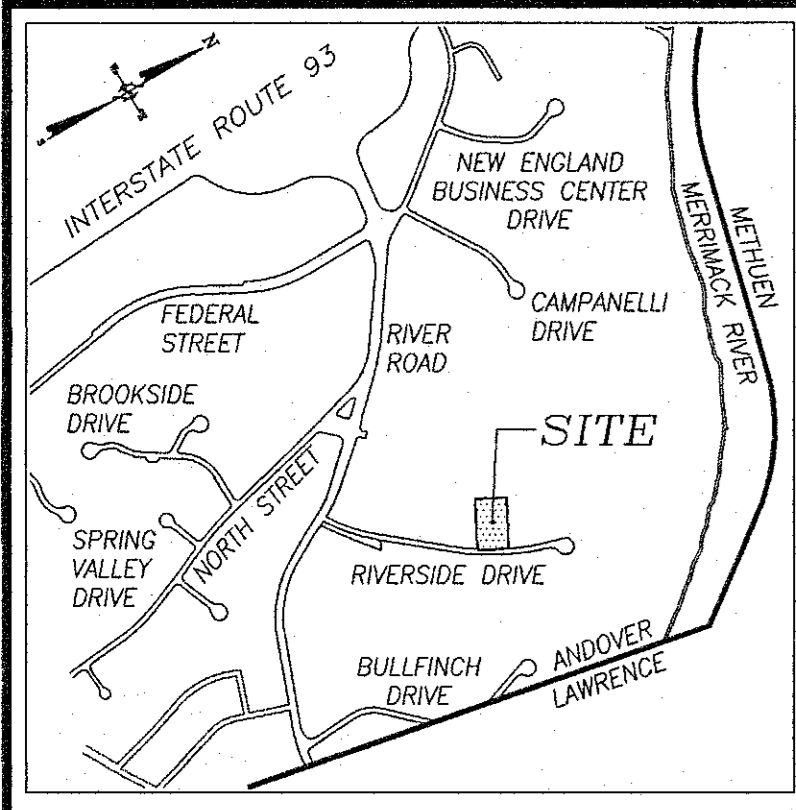 N
S
INTERSTATE ROUTE 93
NEW ENGLAND
BUSINESS CENTER
DRIVE
METHUEN
MERRIMACK RIVER
CAMPANELLI
DRIVE
FEDERAL
STREET
RIVER
ROAD
BROOKSIDE
DRIVE
SITE
NORTH STREET
SPRING
VALLEY
DRIVE
RIVERSIDE DRIVE
BULLFINCH
DRIVE
ANDOVER
LAWRENCE